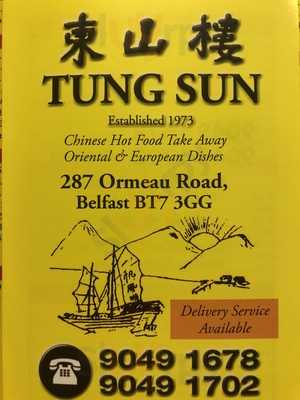 東山樓
TUNG SUN
Established 1973
Chinese Hot Food Take Away
Oriental & European Dishes
287 Ormeau Road,
Belfast BT7 3GG
Delivery Service
Available
9049 1678
9049 1702